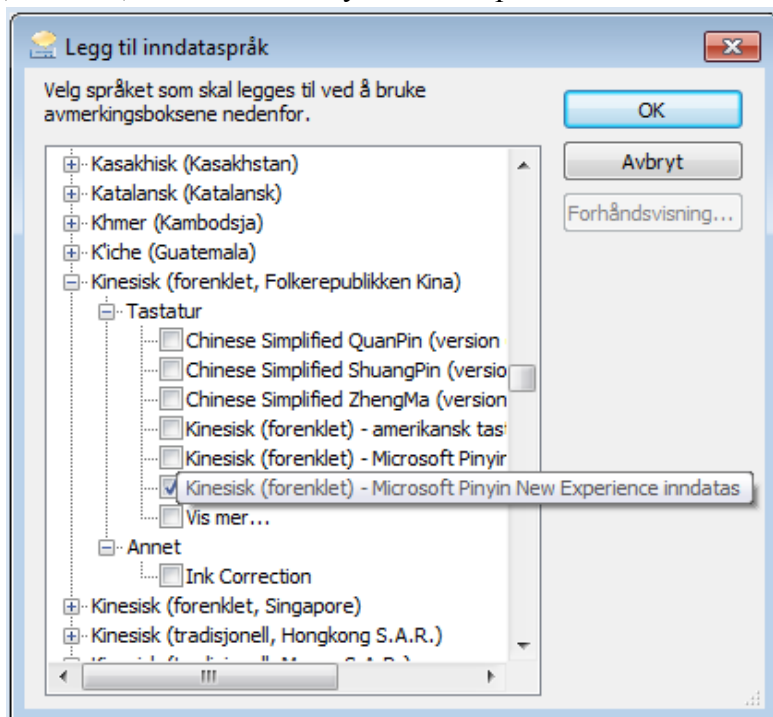 Legg til inndataspråk
Velg språket som skal legges til ved å bruke
avmerkingsboksene nedenfor.
OK
Avbryt
Forhåndsvisning...
Kasakhisk (Kasakhstan)
Katalansk (Katalansk)
Khmer (Kambodsja)
K'iche (Guatemala)
Kinesisk (forenklet, Folkerepublikken Kina)
Tastatur
Chinese Simplified QuanPin (version
Chinese Simplified ShuangPin (versio
Chinese Simplified ZhengMa (version
Kinesisk (forenklet) - amerikansk tas
Kinesisk (forenklet) - Microsoft Pinyin
Kinesisk (forenklet) - Microsoft Pinyin New Experience inndatas
Vis mer...
Annet
Ink Correction
Kinesisk (forenklet, Singapore)
Kinesisk (tradisjonell, Hongkong S.A.R.)